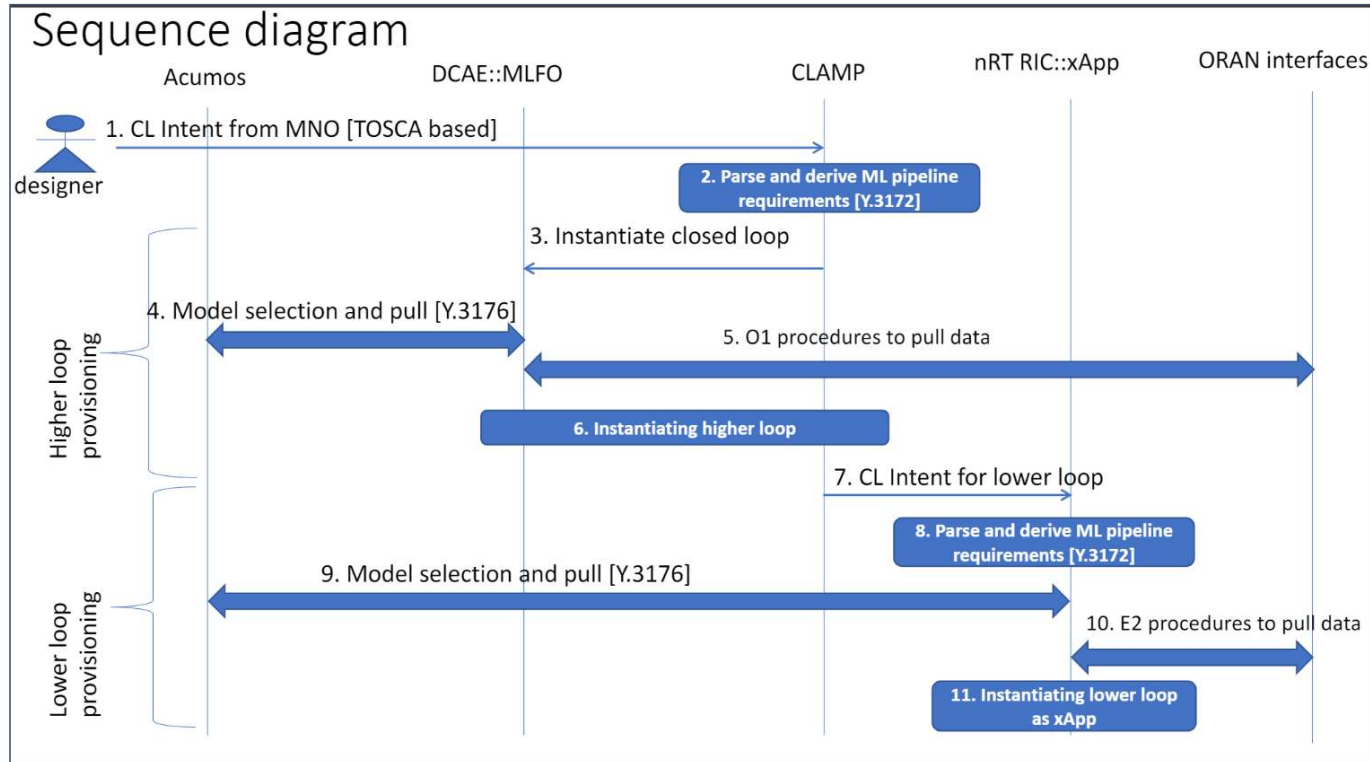 Sequence diagram
Acumos
DCAE::MLFO
CLAMP
nRT RIC::xApp
ORAN interfaces
designer
1. CL Intent from MNO [TOSCA based]
2. Parse and derive ML pipeline
requirements [Y.3172]
3. Instantiate closed loop
4. Model selection and pull [Y.3176]
5. O1 procedures to pull data
6. Instantiating higher loop
Higher loop
provisioning
7. CL Intent for lower loop
8. Parse and derive ML pipeline
requirements [Y.3172]
9. Model selection and pull [Y.3176]
10. E2 procedures to pull data
11. Instantiating lower loop
as xApp
Lower loop
provisioning